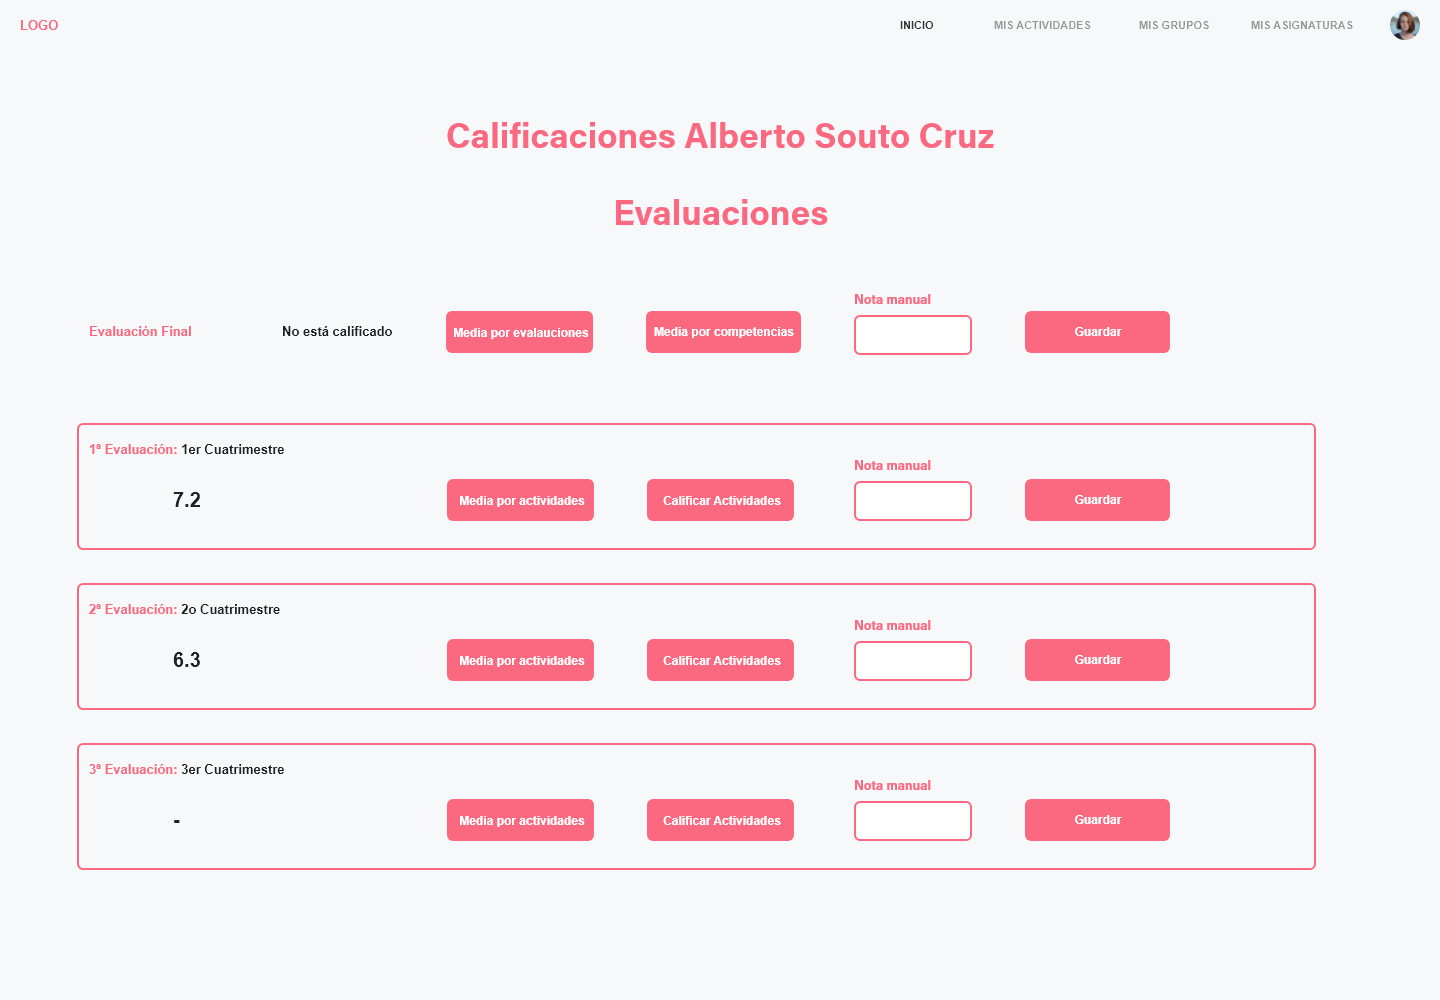 LOGO
INICIO MIS ACTIVIDADES MIS GRUPOS MIS ASIGNATURAS
Calificaciones Alberto Souto Cruz
Evaluaciones
Nota manual
Evaluación Final No está calificado Media por evalauciones Media por competencias Guardar
1ª Evaluación: 1er Cuatrimestre
Nota manual
7.2 Media por actividades Calificar Actividades Guardar
2ª Evaluación: 2o Cuatrimestre
Nota manual
6.3 Media por actividades Calificar Actividades Guardar
3ª Evaluación: 3er Cuatrimestre
Nota manual
- Media por actividades Calificar Actividades Guardar